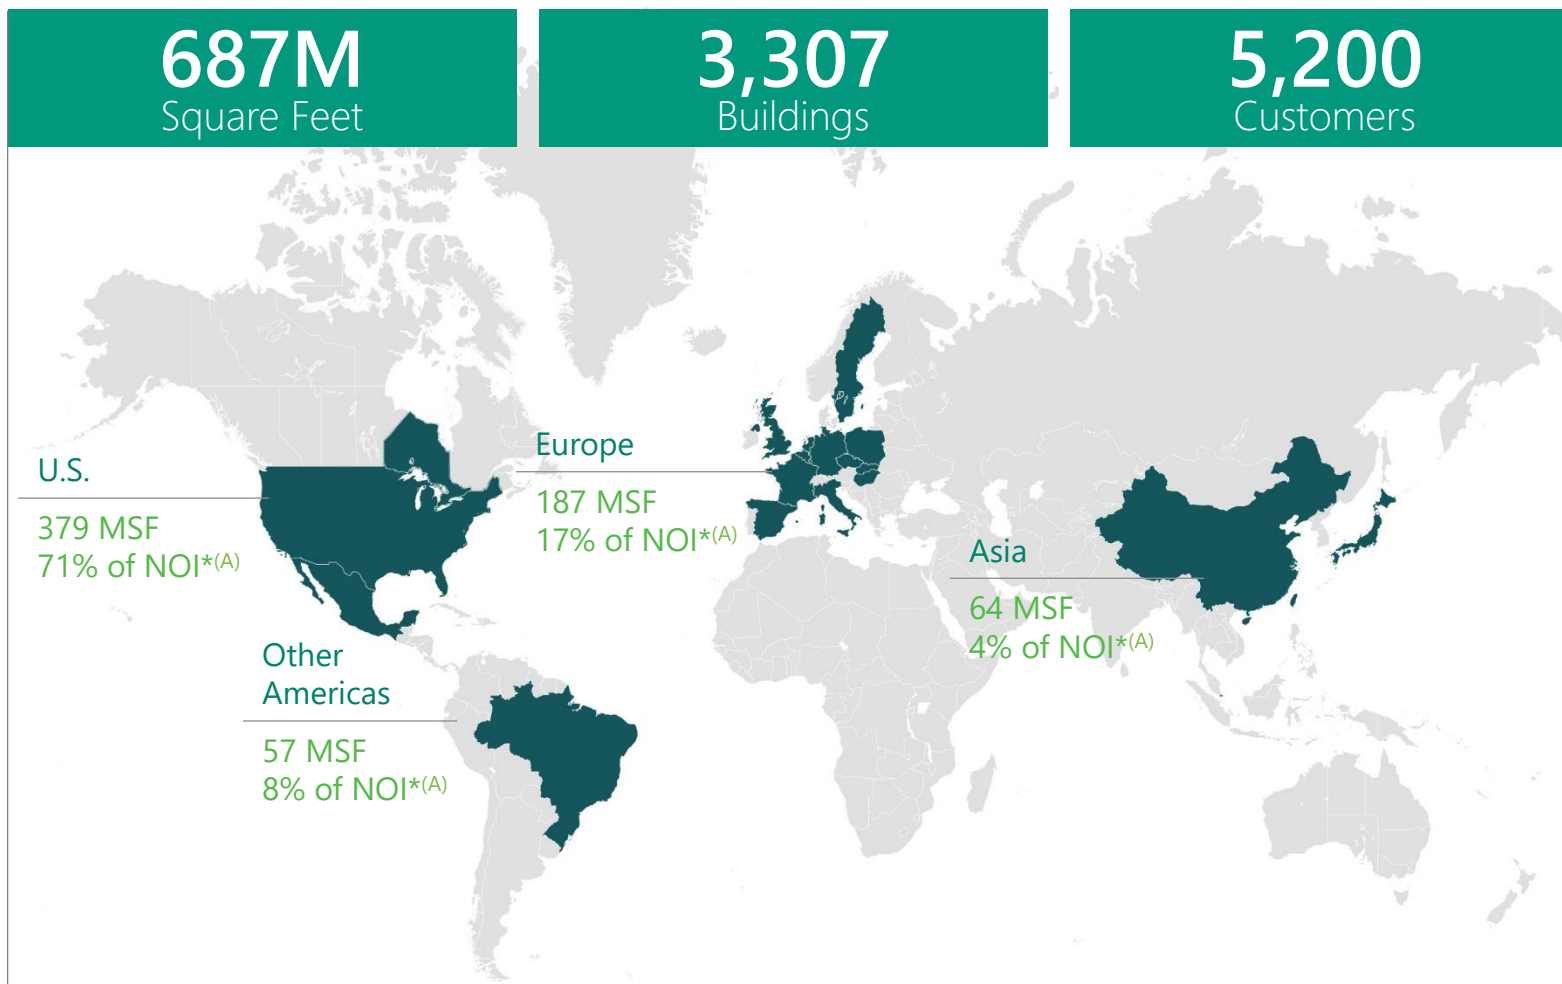 687M
Square Feet
3,307
Buildings
5,200
Customers
U.S.
379 MSF
71% of NOI*(A)
Europe
187 MSF
17% of NOI*(A)
Asia
64 MSF
4% of NOI*(A)
Other
Americas
57 MSF
8% of NOI*(A)